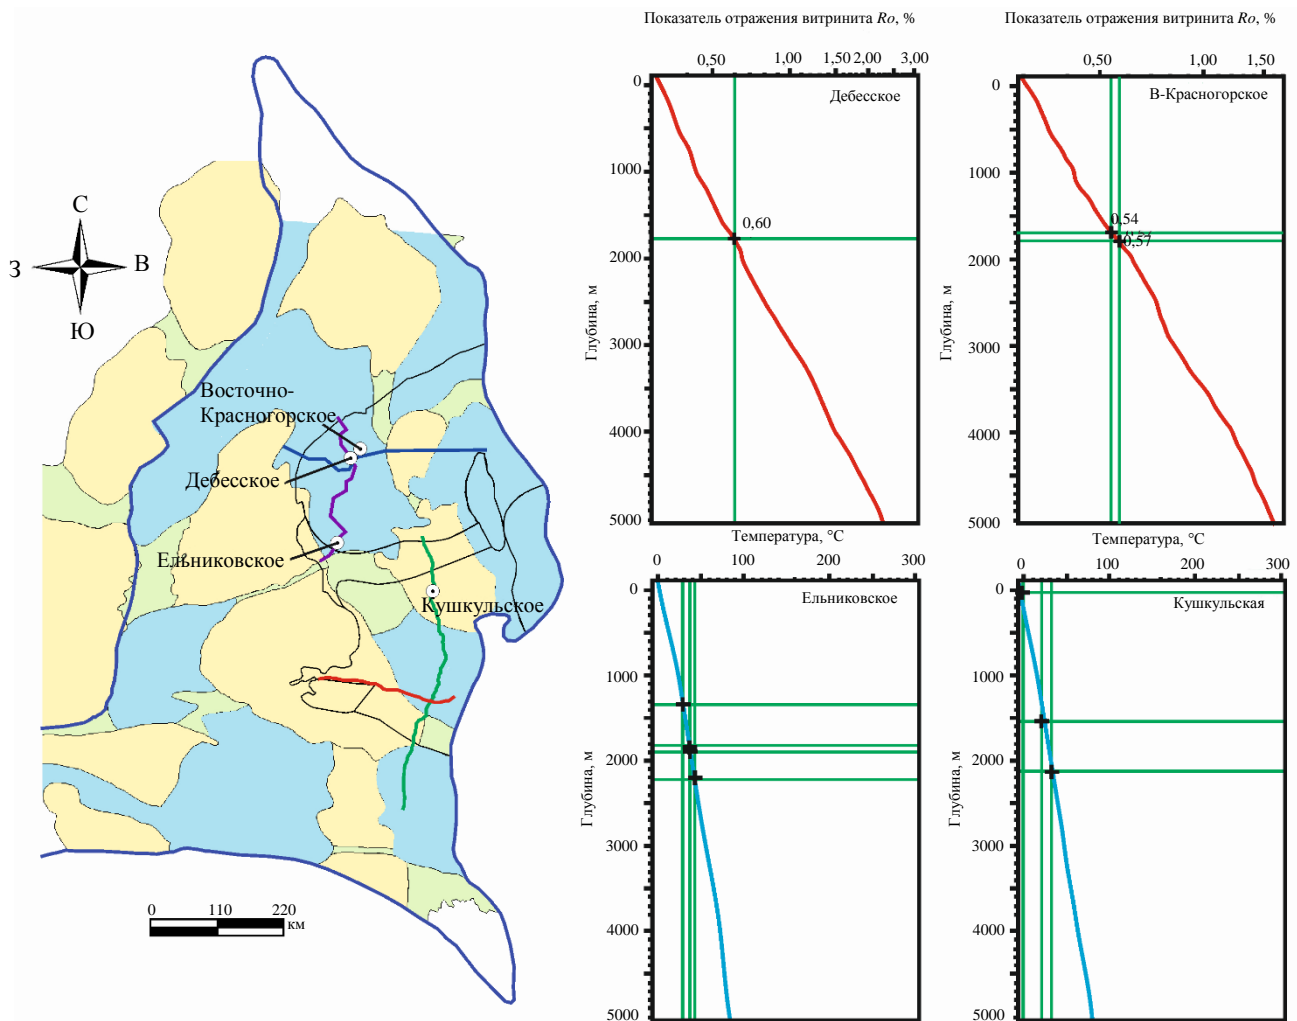 С
З
В
Ю
Восточно-
Красногорское
Дебесское
Ельниковское
Кушкульское
0
110
220
км
Показатель отражения витринита Ro, %
0,50
1,00
1,50
2,00
3,00
Дебесское
0
1000
2000
3000
4000
5000
Глубина, м
0,60
Показатель отражения витринита Ro, %
0,50
1,00
1,50
В-Красногорское
0
1000
2000
3000
4000
5000
Глубина, м
0,54
0,57
Температура, °С
0
100
200
300
Ельниковское
0
1000
2000
3000
4000
5000
Глубина, м
Температура, °С
0
100
200
300
Кушкульская
0
1000
2000
3000
4000
5000
Глубина, м